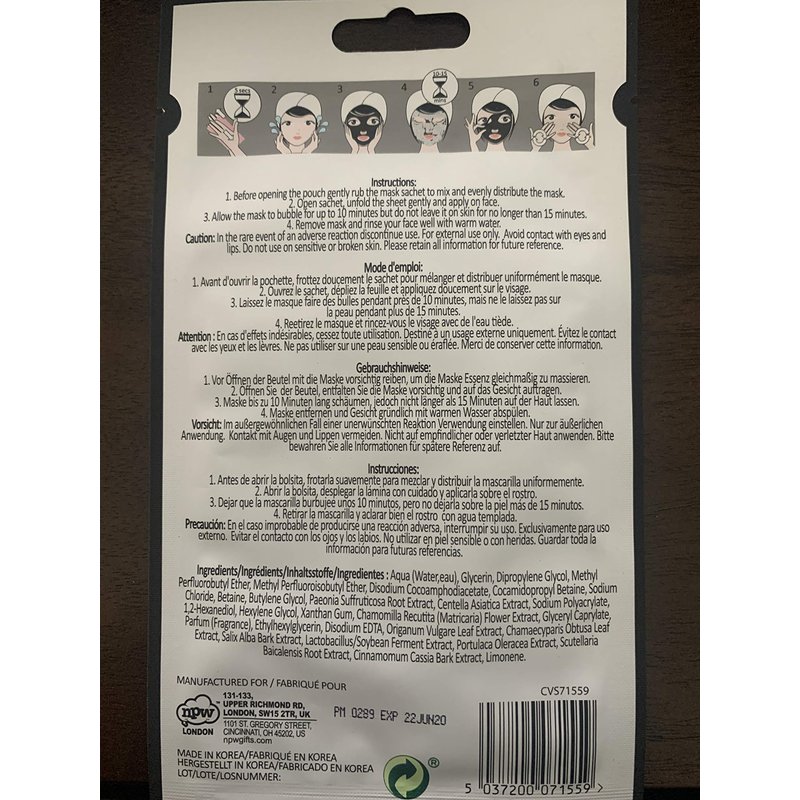 1 2 3 4 5 6
5 secs
10-15
mins
Instructions:
1. Before opening the pouch gently rub the mask sachet to mix and evenly distribute the mask.
2. Open sachet, unfold the sheet gently and apply on face.
3. Allow the mask to bubble for up to 10 minutes but do not leave it on skin for no longer than 15 minutes.
4. Remove mask and rinse your face well with warm water.
Caution: In the rare event of an adverse reaction discontinue use. For external use only. Avoid contact with eyes and
lips. Do not use on sensitive or broken skin. Please retain all information for future reference.
Mode d'emploi:
1. Avant d'ouvrir la pochette, frottez doucement le sachet pour mélanger et distribuer uniformément le masque.
2. Ouvrez le sachet, dépliez la feuille et appliquez doucement sur le visage.
3. Laissez le masque faire des bulles pendant près de 10 minutes, mais ne le laissez pas sur
la peau pendant plus de 15 minutes.
4. Reetirez le masque et rincez-vous le visage avec de l'eau tiède.
Attention : En cas d'effets indésirables, cessez toute utilisation. Destiné à un usage externe uniquement. Évitez le contact
avec les yeux et les lèvres. Ne pas utiliser sur une peau sensible ou éraflée. Merci de conserver cette information.
Gebrauchshinweise:
1. Vor Öffnen der Beutel mit die Maske vorsichtig reiben, um die Maske Essenz gleichmäßig zu massieren.
2. Öffnen Sie der Beutel, entfalten Sie die Maske vorsichtig und auf das Gesicht auftragen.
3. Maske bis zu 10 Minuten lang schäumen, jedoch nicht länger als 15 Minuten auf der Haut lassen.
4. Maske entfernen und Gesicht gründlich mit warmen Wasser abspülen.
Vorsicht: Im außergewöhnlichen Fall einer unerwünschten Reaktion Verwendung einstellen. Nur zur äußerlichen
Anwendung. Kontakt mit Augen und Lippen vermeiden. Nicht auf empfindlicher oder verletzter Haut anwenden. Bitte
bewahren Sie alle Informationen für spätere Referenz auf.
Instrucciones:
1. Antes de abrir la bolsita, frotarla suavemente para mezclar y distribuir la mascarilla uniformemente.
2. Abrir la bolsita, desplegar la lámina con cuidado y aplicarla sobre el rostro.
3. Dejar que la mascarilla burbujee unos 10 minutos, pero no dejarla sobre la piel más de 15 minutos.
4. Retirar la mascarilla y aclarar bien el rostro con agua templada.
Precaución: En el caso improbable de producirse una reacción adversa, interrumpir su uso. Exclusivamente para uso
externo. Evitar el contacto con los ojos y los labios. No utilizar en piel sensible o con heridas. Guardar toda la
información para futuras referencias.
Ingredients/Ingrédients/Inhaltsstoffe/Ingredientes : Aqua (Water,eau), Glycerin, Dipropylene Glycol, Methyl
Perfluorobutyl Ether, Methyl Perfluoroisobutyl Ether, Disodium Cocoamphodiacetate, Cocamidopropyl Betaine, Sodium
Chloride, Betaine, Butylene Glycol, Paeonia Suffruticosa Root Extract, Centella Asiatica Extract, Sodium Polyacrylate,
1,2-Hexanediol, Hexylene Glycol, Xanthan Gum, Chamomilla Recutita (Matricaria) Flower Extract, Glyceryl Caprylate,
Parfum (Fragrance), Ethylhexylglycerin, Disodium EDTA, Origanum Vulgare Leaf Extract, Chamaecyparis Obtusa Leaf
Extract, Salix Alba Bark Extract, Lactobacillus/Soybean Ferment Extract, Portulaca Oleracea Extract, Scutellaria
Baicalensis Root Extract, Cinnamomum Cassia Bark Extract, Limonene.
MANUFACTURED FOR / FABRIQUÉ POUR
npw
LONDON
131-133,
UPPER RICHMOND RD,
LONDON, SW15 2TR, UK
1101 ST. GREGORY STREET,
CINCINNATI, OH 45202, US
npwgifts.com
PM 0289 EXP 22JUN20
CVS71559
MADE IN KOREA/FABRIQUÉ EN KOREA
HERGESTELLT IN KOREA/FABRICADO EN KOREA
LOT/LOTE/LOSNUMMER:
®
5 037200 071559 >